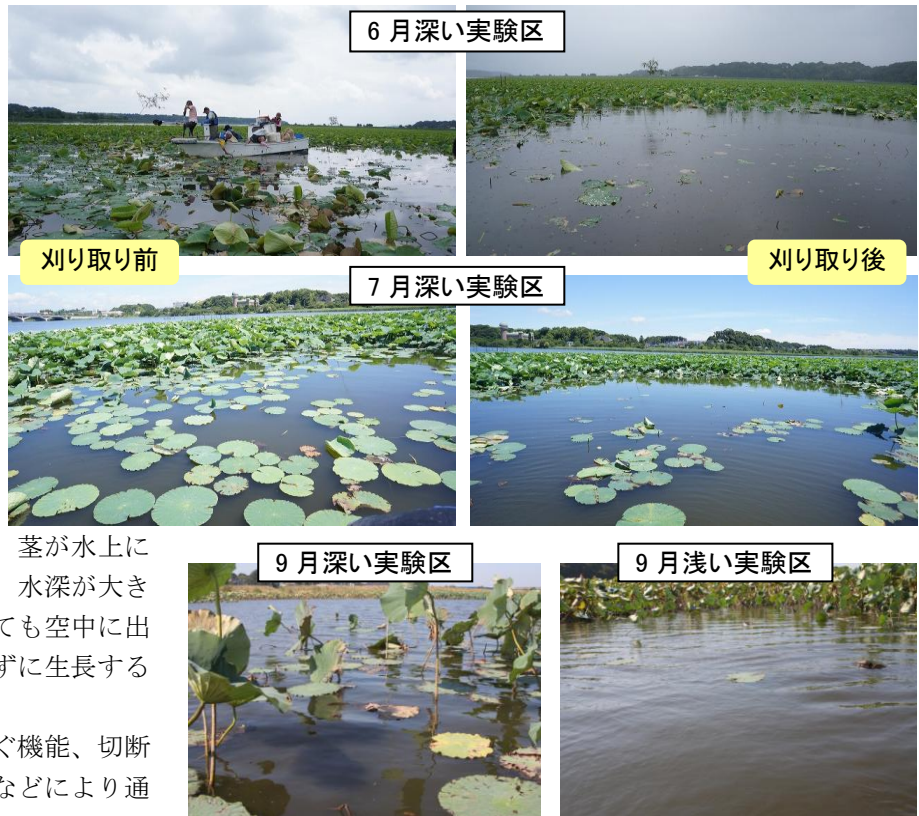 6 月深い実験区
刈り取り前
刈り取り後
7 月深い実験区
茎が水上に
水深が大き
ても空中に出
ずに生長する
ぐ機能、切断
などにより通
9 月深い実験区
9 月浅い実験区